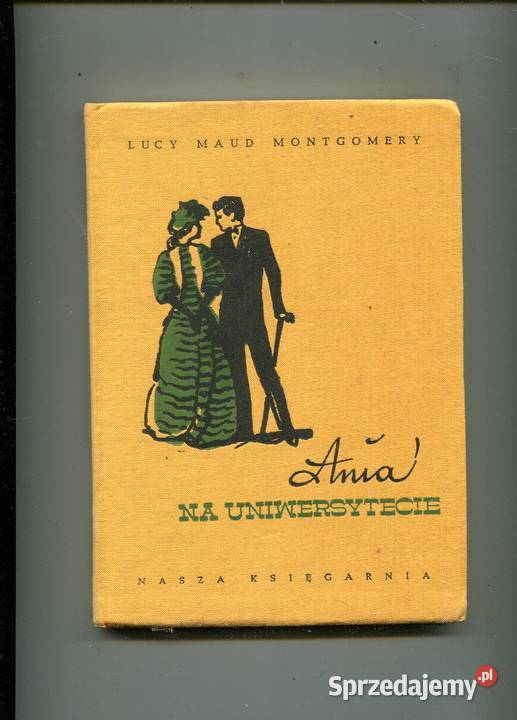 LUCY MAUD MONTGOMERY
Ania
NA UNIWERSYTECIE
NASZA KSIĘGARNIA
Sprzedajemy.pl